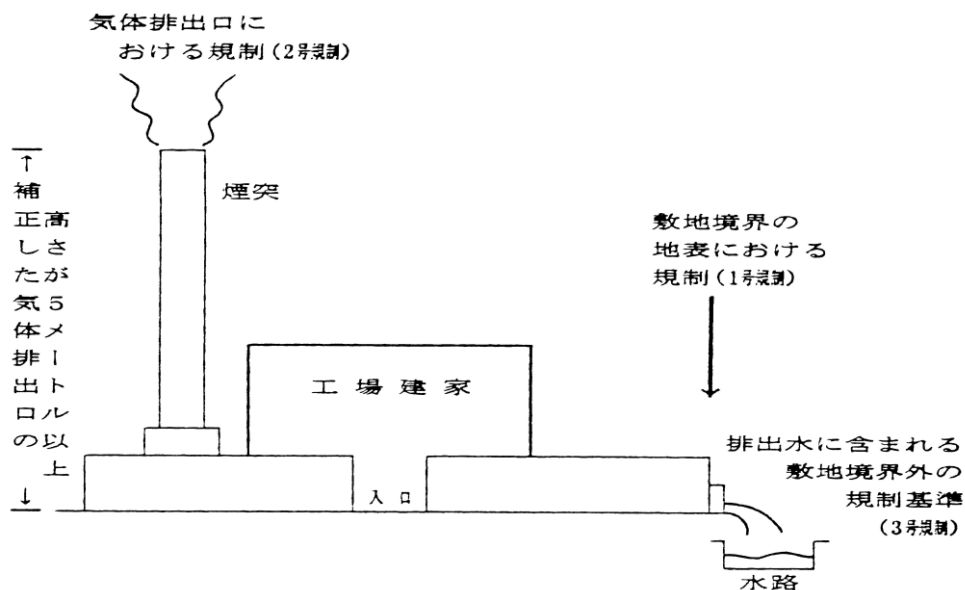 気体排出口に
おける規制(2号規制)
煙突
補正した気体排出口の
高さが5メートル以上
敷地境界の
地表における
規制(1号規制)
工場建家
入口
排出水に含まれる
敷地境界外の
規制基準
(3号規制)
水路